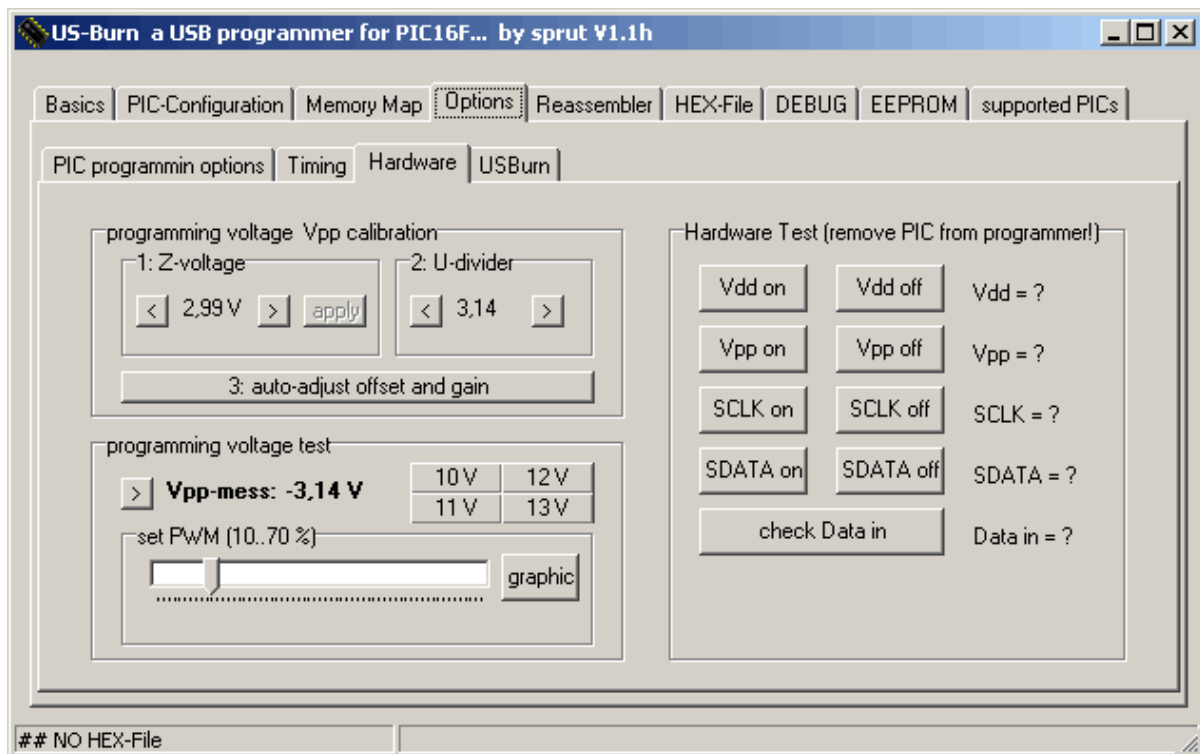 US-Burn a USB programmer for PIC16F... by sprut V1.1h
Basics PIC-Configuration Memory Map Options Reassembler HEX-File DEBUG EEPROM supported PICs
PIC programmin options Timing Hardware USBurn
programming voltage Vpp calibration
1: Z-voltage
< 2,99 V > apply
2: U-divider
< 3,14 >
3: auto-adjust offset and gain
programming voltage test
> Vpp-mess: -3,14 V
10 V 12 V
11 V 13 V
set PWM (10..70 %)
graphic
Hardware Test (remove PIC from programmer!)
Vdd on Vdd off Vdd = ?
Vpp on Vpp off Vpp = ?
SCLK on SCLK off SCLK = ?
SDATA on SDATA off SDATA = ?
check Data in Data in = ?
## NO HEX-File